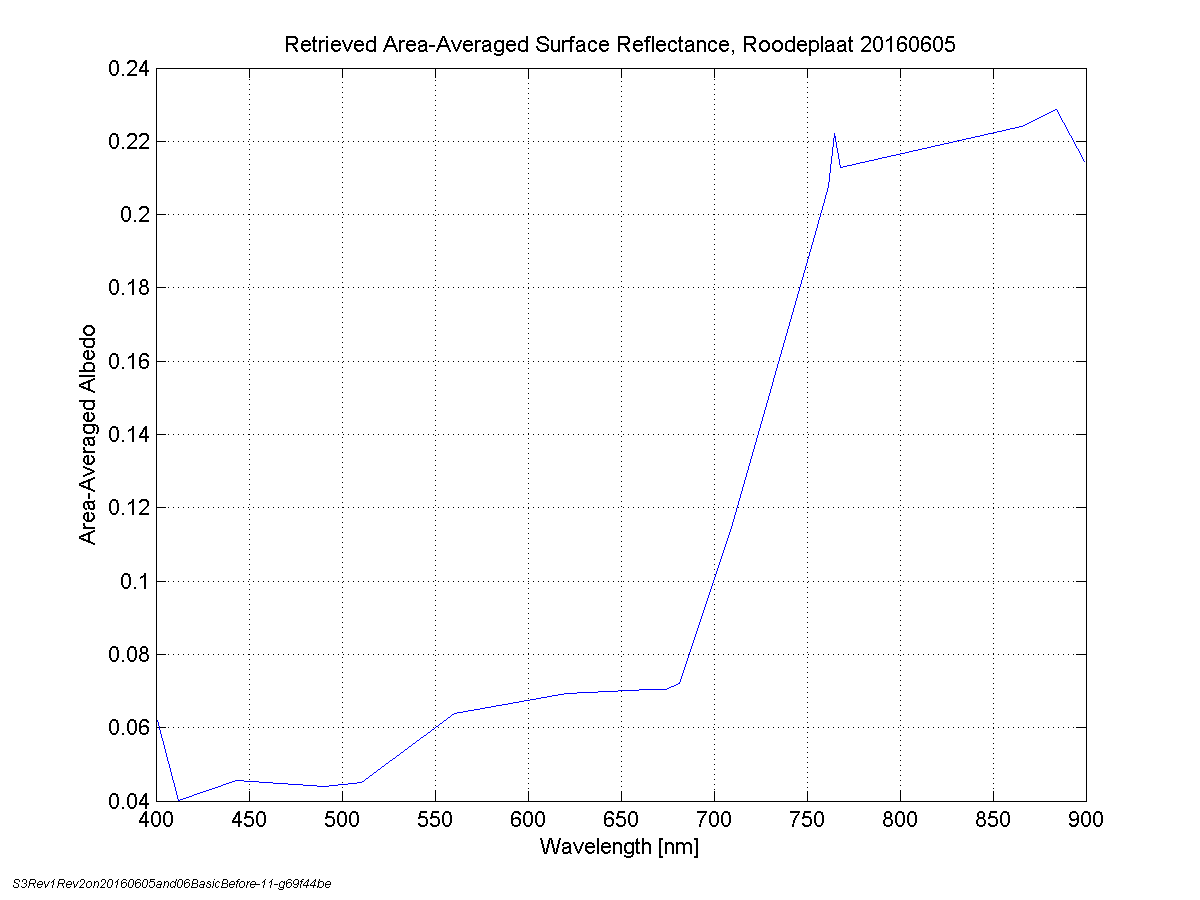 Retrieved Area-Averaged Surface Reflectance, Roodeplaat 20160605
0.24
0.22
0.2
0.18
0.16
0.14
0.12
0.1
0.08
0.06
0.04
Area-Averaged Albedo
400 450 500 550 600 650 700 750 800 850 900
Wavelength [nm]
S3Rev1Rev2on20160605and06BasicBefore-11-g69f44be